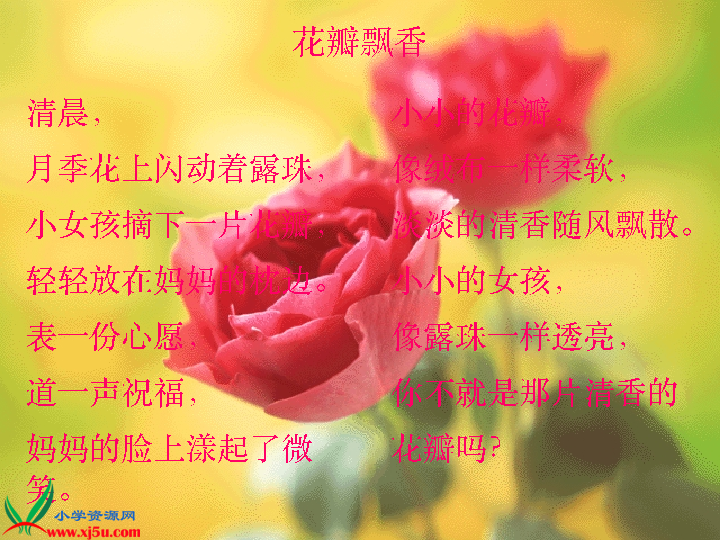 花瓣飘香
清晨，
月季花上闪动着露珠，
小女孩摘下一片花瓣，
轻轻放在妈妈的枕边。
表一份心愿，
道一声祝福，
妈妈的脸上漾起了微
笑。
小小的花瓣，
像绒布一样柔软，
淡淡的清香随风飘散。
小小的女孩，
像露珠一样透亮，
你不就是那片清香的
花瓣吗?
小学资源网
www.xj5u.com